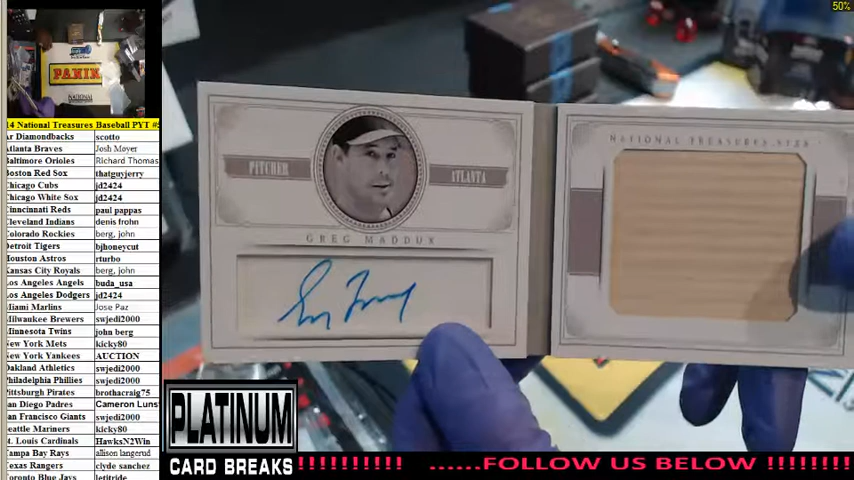 50%
PANINI
NATIONAL
14 National Treasures Baseball PYT #
Ar Diamondbacks scotto
Atlanta Braves Josh Moyer
Baltimore Orioles Richard Thomas
Boston Red Sox thatguyjerry
Chicago Cubs jd2424
Chicago White Sox jd2424
Cincinnati Reds paul pappas
Cleveland Indians denis frohn
Colorado Rockies berg, john
Detroit Tigers bjhoneycut
Houston Astros rturbo
Kansas City Royals berg, john
Los Angeles Angels buda_usa
Los Angeles Dodgers jd2424
Miami Marlins Jose Paz
Milwaukee Brewers swjedi2000
Minnesota Twins john berg
New York Mets kicky80
New York Yankees AUCTION
Oakland Athletics swjedi2000
Philadelphia Phillies swjedi2000
Pittsburgh Pirates brothacraig75
San Diego Padres Cameron Luns
San Francisco Giants swjedi2000
Seattle Mariners kicky80
St. Louis Cardinals HawksN2Win
Tampa Bay Rays allison langerud
Texas Rangers clyde sanchez
Toronto Blue Jays letitride
PITCHER ATLANTA
GREG MADDUX
NATIONAL TREASURES
PLATINUM
CARD BREAKS
!!!!!!!!!! ......FOLLOW US BELOW !!!!!!!!